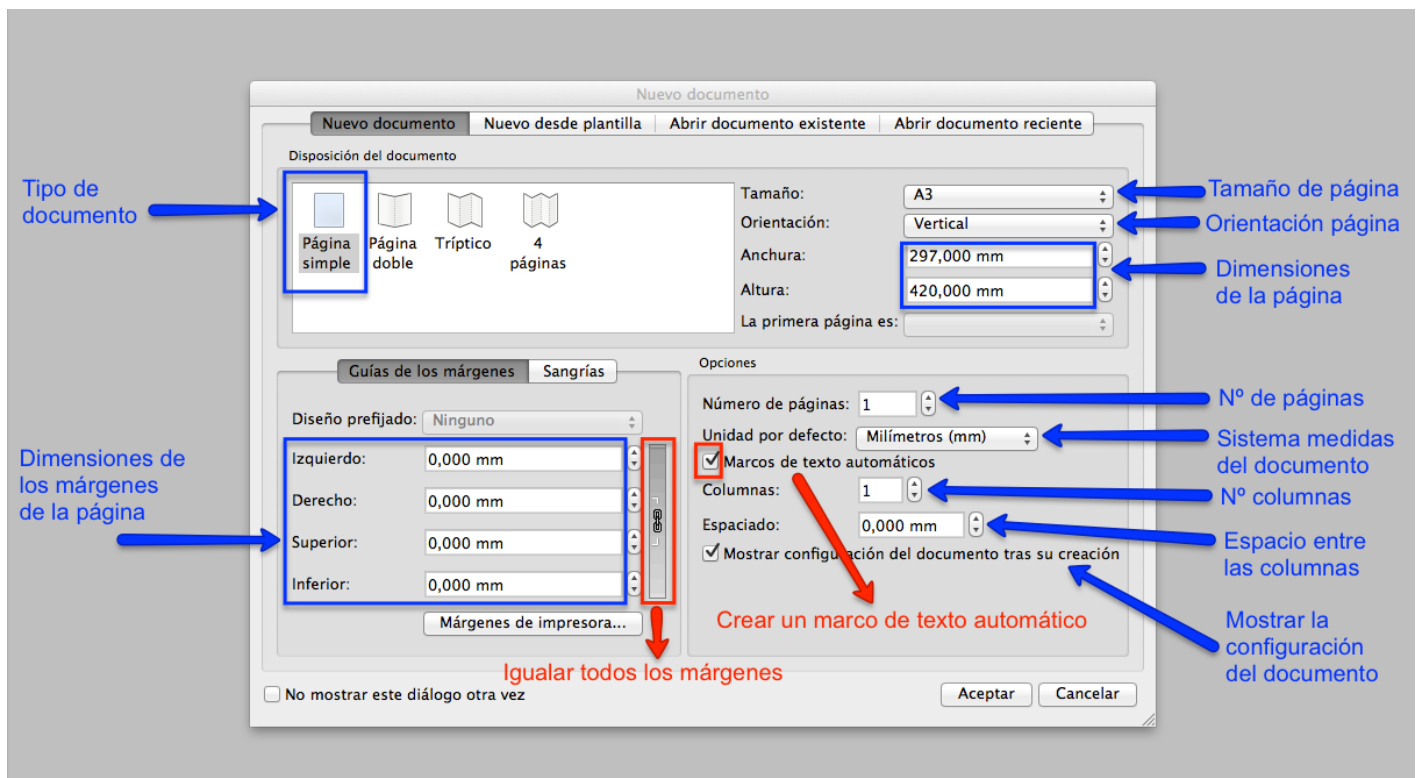 Nuevo documento
Nuevo documento
Nuevo desde plantilla
Abrir documento existente
Abrir documento reciente
Disposición del documento
Tipo de
documento
Página
simple
Página
doble
Tríptico
4
páginas
Tamaño:
A3
Tamaño de página
Orientación:
Vertical
Orientación página
Anchura:
297,000 mm
Altura:
420,000 mm
Dimensiones
de la página
La primera página es:
Guías de los márgenes
Sangrías
Diseño prefijado:
Ninguno
Dimensiones de
los márgenes
de la página
Izquierdo:
0,000 mm
Derecho:
0,000 mm
Superior:
0,000 mm
Inferior:
0,000 mm
Márgenes de impresora...
Igualar todos los márgenes
Opciones
Número de páginas:
1
Nº de páginas
Unidad por defecto:
Milímetros (mm)
Sistema medidas
del documento
Marcos de texto automáticos
Columnas:
1
Nº columnas
Espaciado:
0,000 mm
Espacio entre
las columnas
Mostrar configuración del documento tras su creación
Crear un marco de texto automático
Mostrar la
configuración
del documento
No mostrar este diálogo otra vez
Aceptar
Cancelar